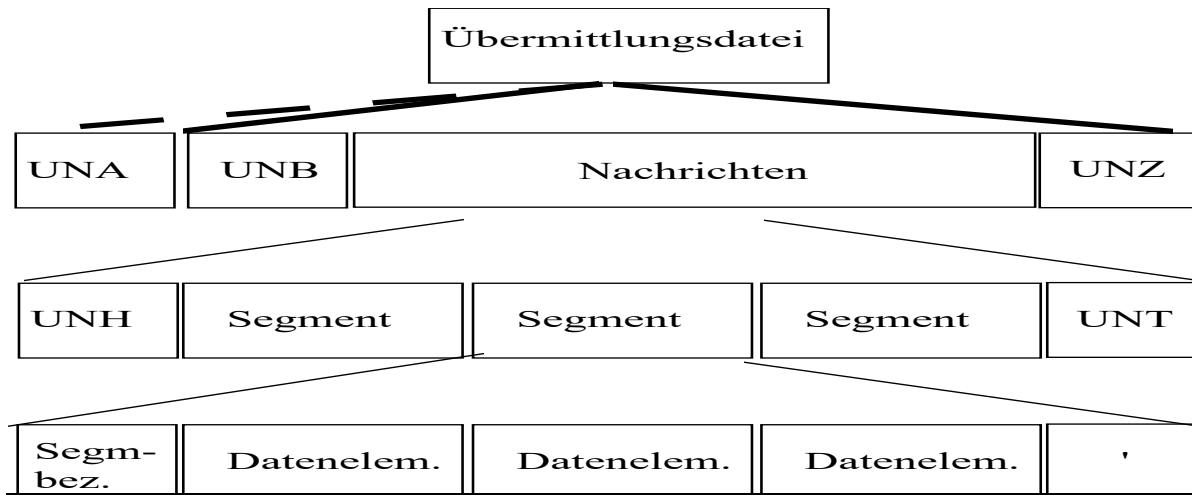 Übermittlungsdatei
UNA UNB Nachrichten UNZ
UNH Segment Segment Segment UNT
Segm-
bez. Datenelem. Datenelem. Datenelem. '